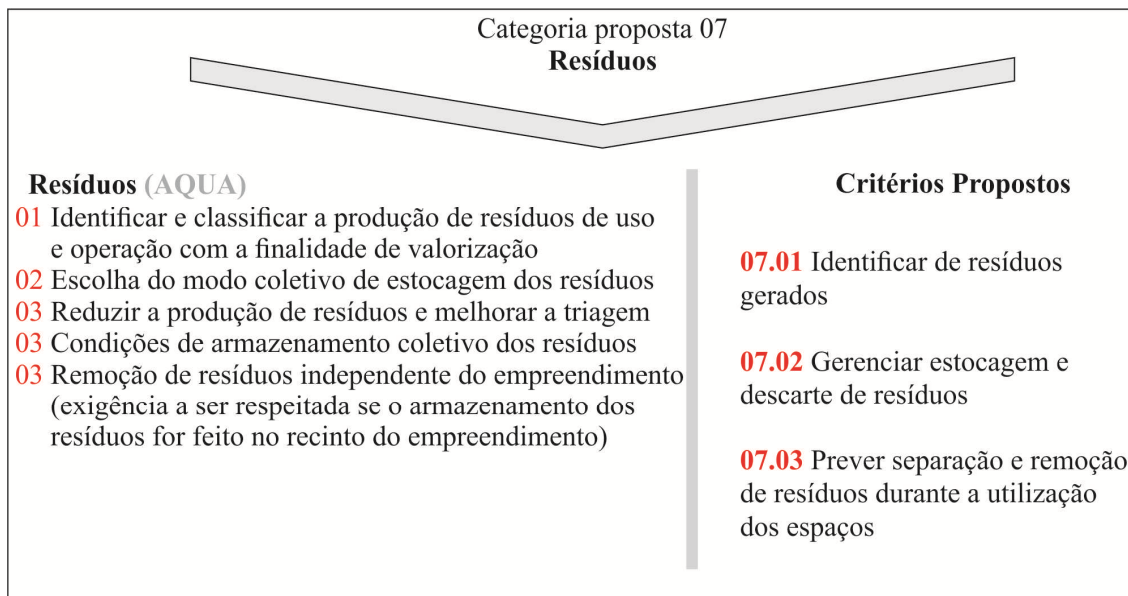 Categoria proposta 07
Resíduos
Resíduos (AQUA)
01 Identificar e classificar a produção de resíduos de uso
e operação com a finalidade de valorização
02 Escolha do modo coletivo de estocagem dos resíduos
03 Reduzir a produção de resíduos e melhorar a triagem
03 Condições de armazenamento coletivo dos resíduos
03 Remoção de resíduos independente do empreendimento
(exigência a ser respeitada se o armazenamento dos
resíduos for feito no recinto do empreendimento)
Critérios Propostos
07.01 Identificar de resíduos
gerados
07.02 Gerenciar estocagem e
descarte de resíduos
07.03 Prever separação e remoção
de resíduos durante a utilização
dos espaços